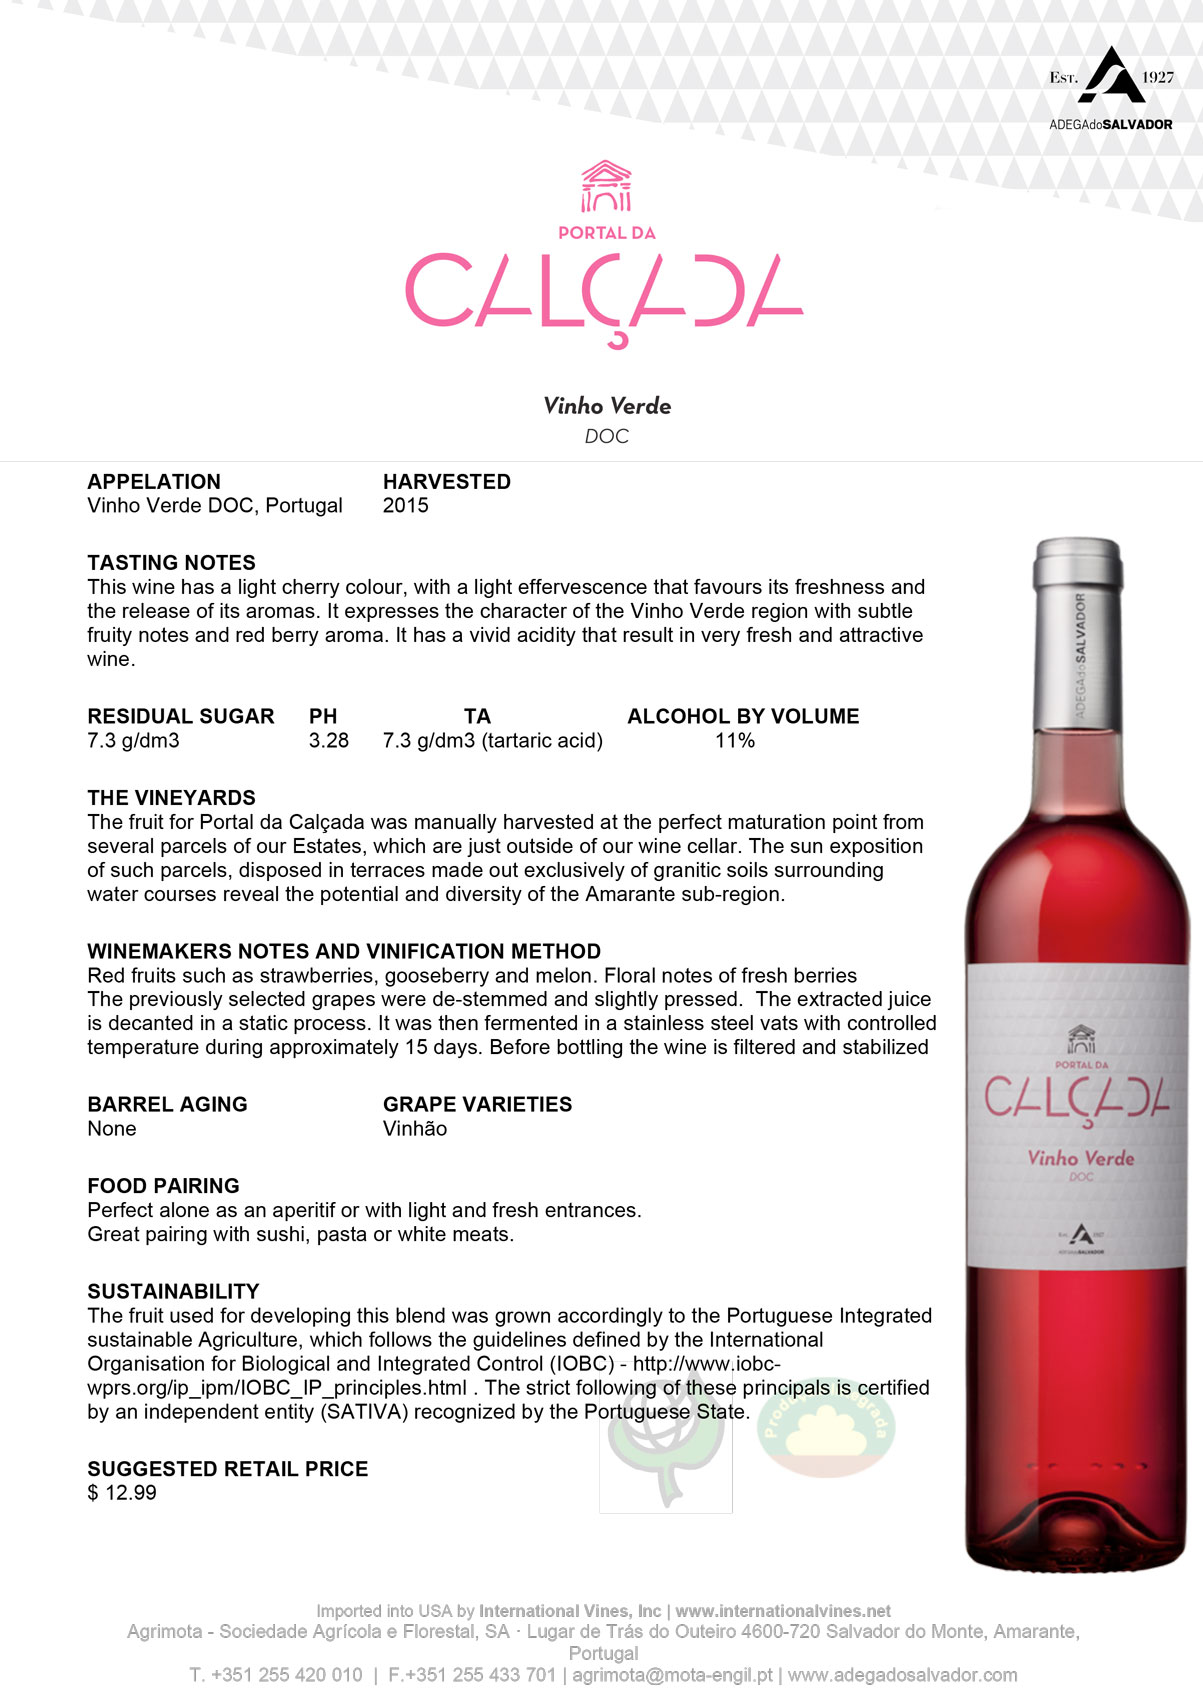 EST. 1927
ADEGAdoSALVADOR
PORTAL DA
CALÇADA
Vinho Verde
DOC
APPELATION HARVESTED
Vinho Verde DOC, Portugal 2015
TASTING NOTES
This wine has a light cherry colour, with a light effervescence that favours its freshness and
the release of its aromas. It expresses the character of the Vinho Verde region with subtle
fruity notes and red berry aroma. It has a vivid acidity that result in very fresh and attractive
wine.
RESIDUAL SUGAR PH TA ALCOHOL BY VOLUME
7.3 g/dm3 3.28 7.3 g/dm3 (tartaric acid) 11%
THE VINEYARDS
The fruit for Portal da Calçada was manually harvested at the perfect maturation point from
several parcels of our Estates, which are just outside of our wine cellar. The sun exposition
of such parcels, disposed in terraces made out exclusively of granitic soils surrounding
water courses reveal the potential and diversity of the Amarante sub-region.
WINEMAKERS NOTES AND VINIFICATION METHOD
Red fruits such as strawberries, gooseberry and melon. Floral notes of fresh berries
The previously selected grapes were de-stemmed and slightly pressed.  The extracted juice
is decanted in a static process. It was then fermented in a stainless steel vats with controlled
temperature during approximately 15 days. Before bottling the wine is filtered and stabilized
BARREL AGING GRAPE VARIETIES
None Vinhão
FOOD PAIRING
Perfect alone as an aperitif or with light and fresh entrances.
Great pairing with sushi, pasta or white meats.
SUSTAINABILITY
The fruit used for developing this blend was grown accordingly to the Portuguese Integrated
sustainable Agriculture, which follows the guidelines defined by the International
Organisation for Biological and Integrated Control (IOBC) - http://www.iobc-
wprs.org/ip_ipm/IOBC_IP_principles.html . The strict following of these principals is certified
by an independent entity (SATIVA) recognized by the Portuguese State.
SUGGESTED RETAIL PRICE
$ 12.99
ADEGAdoSALVADOR
PORTAL DA
CALÇADA
Vinho Verde
DOC
Est. 1927
ADEGAdoSALVADOR
Imported into USA by International Vines, Inc | www.internationalvines.net
Agrimota - Sociedade Agrícola e Florestal, SA · Lugar de Trás do Outeiro 4600-720 Salvador do Monte, Amarante,
Portugal
T. +351 255 420 010 | F.+351 255 433 701 | agrimota@mota-engil.pt | www.adegadosalvador.com